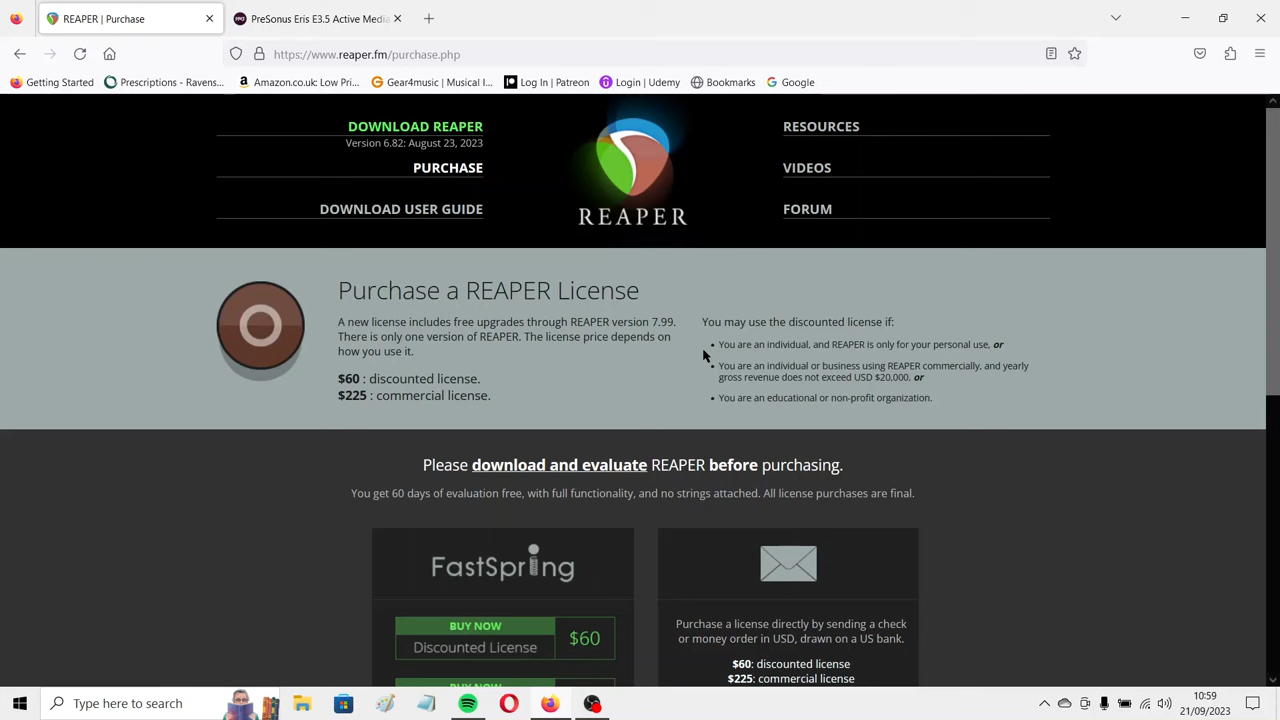 REAPER | Purchase
PreSonus Eris E3.5 Active Media
https://www.reaper.fm/purchase.php
Getting Started
Prescriptions - Ravens...
Amazon.co.uk: Low Pri...
Gear4music | Musical I...
Log In | Patreon
Login | Udemy
Bookmarks
Google
DOWNLOAD REAPER
Version 6.82: August 23, 2023
PURCHASE
DOWNLOAD USER GUIDE
REAPER
RESOURCES
VIDEOS
FORUM
Purchase a REAPER License
A new license includes free upgrades through REAPER version 7.99.
There is only one version of REAPER. The license price depends on
how you use it.
$60 : discounted license.
$225 : commercial license.
You may use the discounted license if:
• You are an individual, and REAPER is only for your personal use, or
• You are an individual or business using REAPER commercially, and yearly
gross revenue does not exceed USD $20,000, or
• You are an educational or non-profit organization.
Please download and evaluate REAPER before purchasing.
You get 60 days of evaluation free, with full functionality, and no strings attached. All license purchases are final.
FastSpring
BUY NOW
Discounted License
$60
BUY NOW
Purchase a license directly by sending a check
or money order in USD, drawn on a US bank.
$60: discounted license
$225: commercial license
Type here to search
10:59
21/09/2023